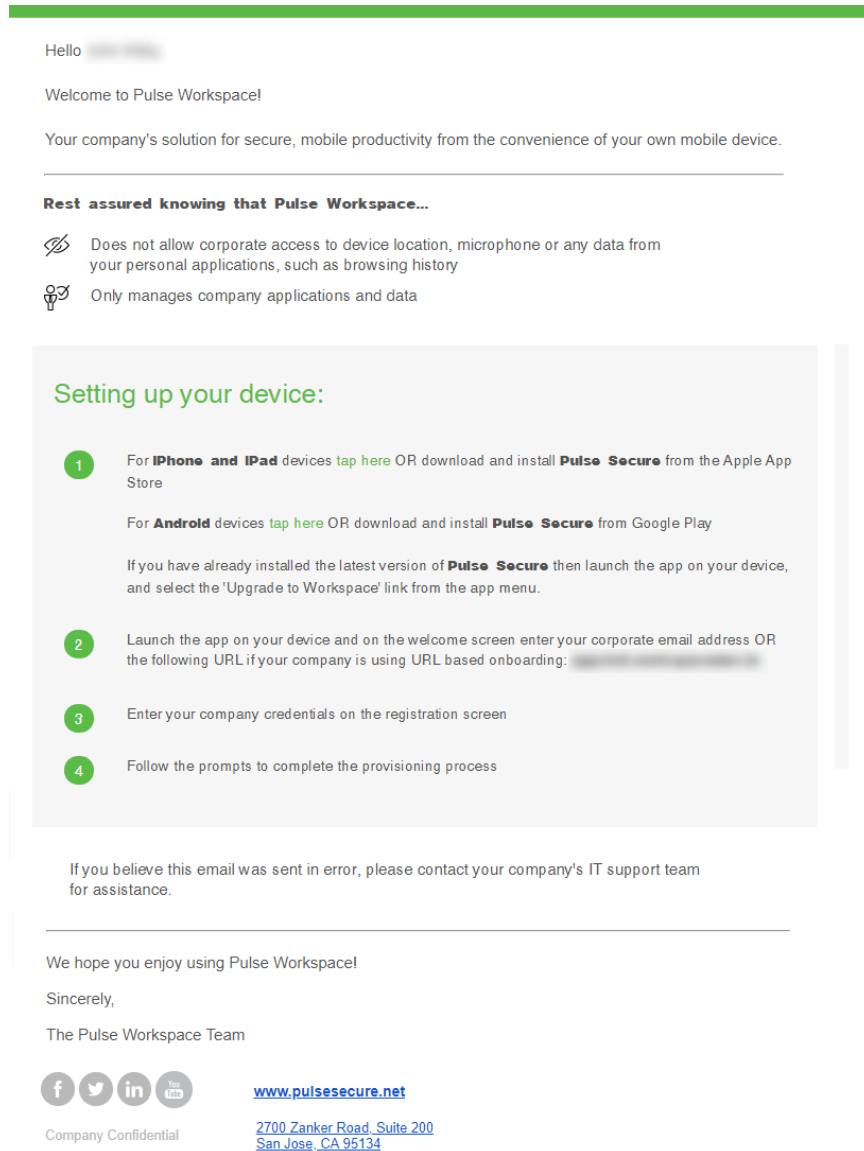 Hello
Welcome to Pulse Workspace!
Your company's solution for secure, mobile productivity from the convenience of your own mobile device.
Rest assured knowing that Pulse Workspace...
Does not allow corporate access to device location, microphone or any data from
your personal applications, such as browsing history
Only manages company applications and data
Setting up your device:
1
For IPhone and IPad devices tap here OR download and install Pulse Secure from the Apple App
Store
For Android devices tap here OR download and install Pulse Secure from Google Play
If you have already installed the latest version of Pulse Secure then launch the app on your device,
and select the 'Upgrade to Workspace' link from the app menu.
2
Launch the app on your device and on the welcome screen enter your corporate email address OR
the following URL if your company is using URL based onboarding:
3
Enter your company credentials on the registration screen
4
Follow the prompts to complete the provisioning process
If you believe this email was sent in error, please contact your company's IT support team
for assistance.
We hope you enjoy using Pulse Workspace!
Sincerely,
The Pulse Workspace Team
f in You Tube
www.pulsesecure.net
Company Confidential
2700 Zanker Road, Suite 200
San Jose, CA 95134